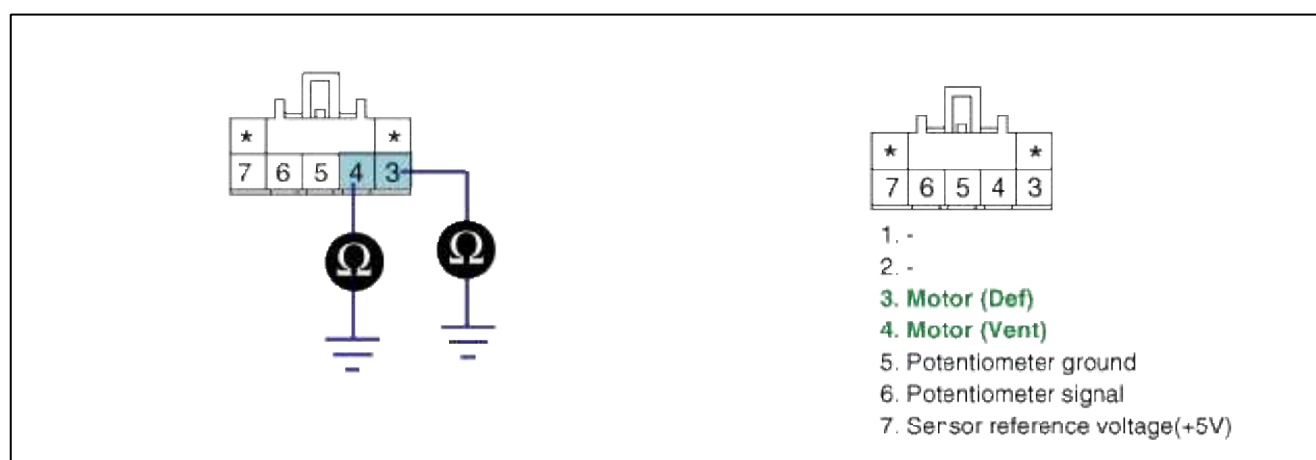 * *
7 6 5 4 3
Ω Ω
* *
7 6 5 4 3
1. -
2. -
3. Motor (Def)
4. Motor (Vent)
5. Potentiometer ground
6. Potentiometer signal
7. Sensor reference voltage(+5V)